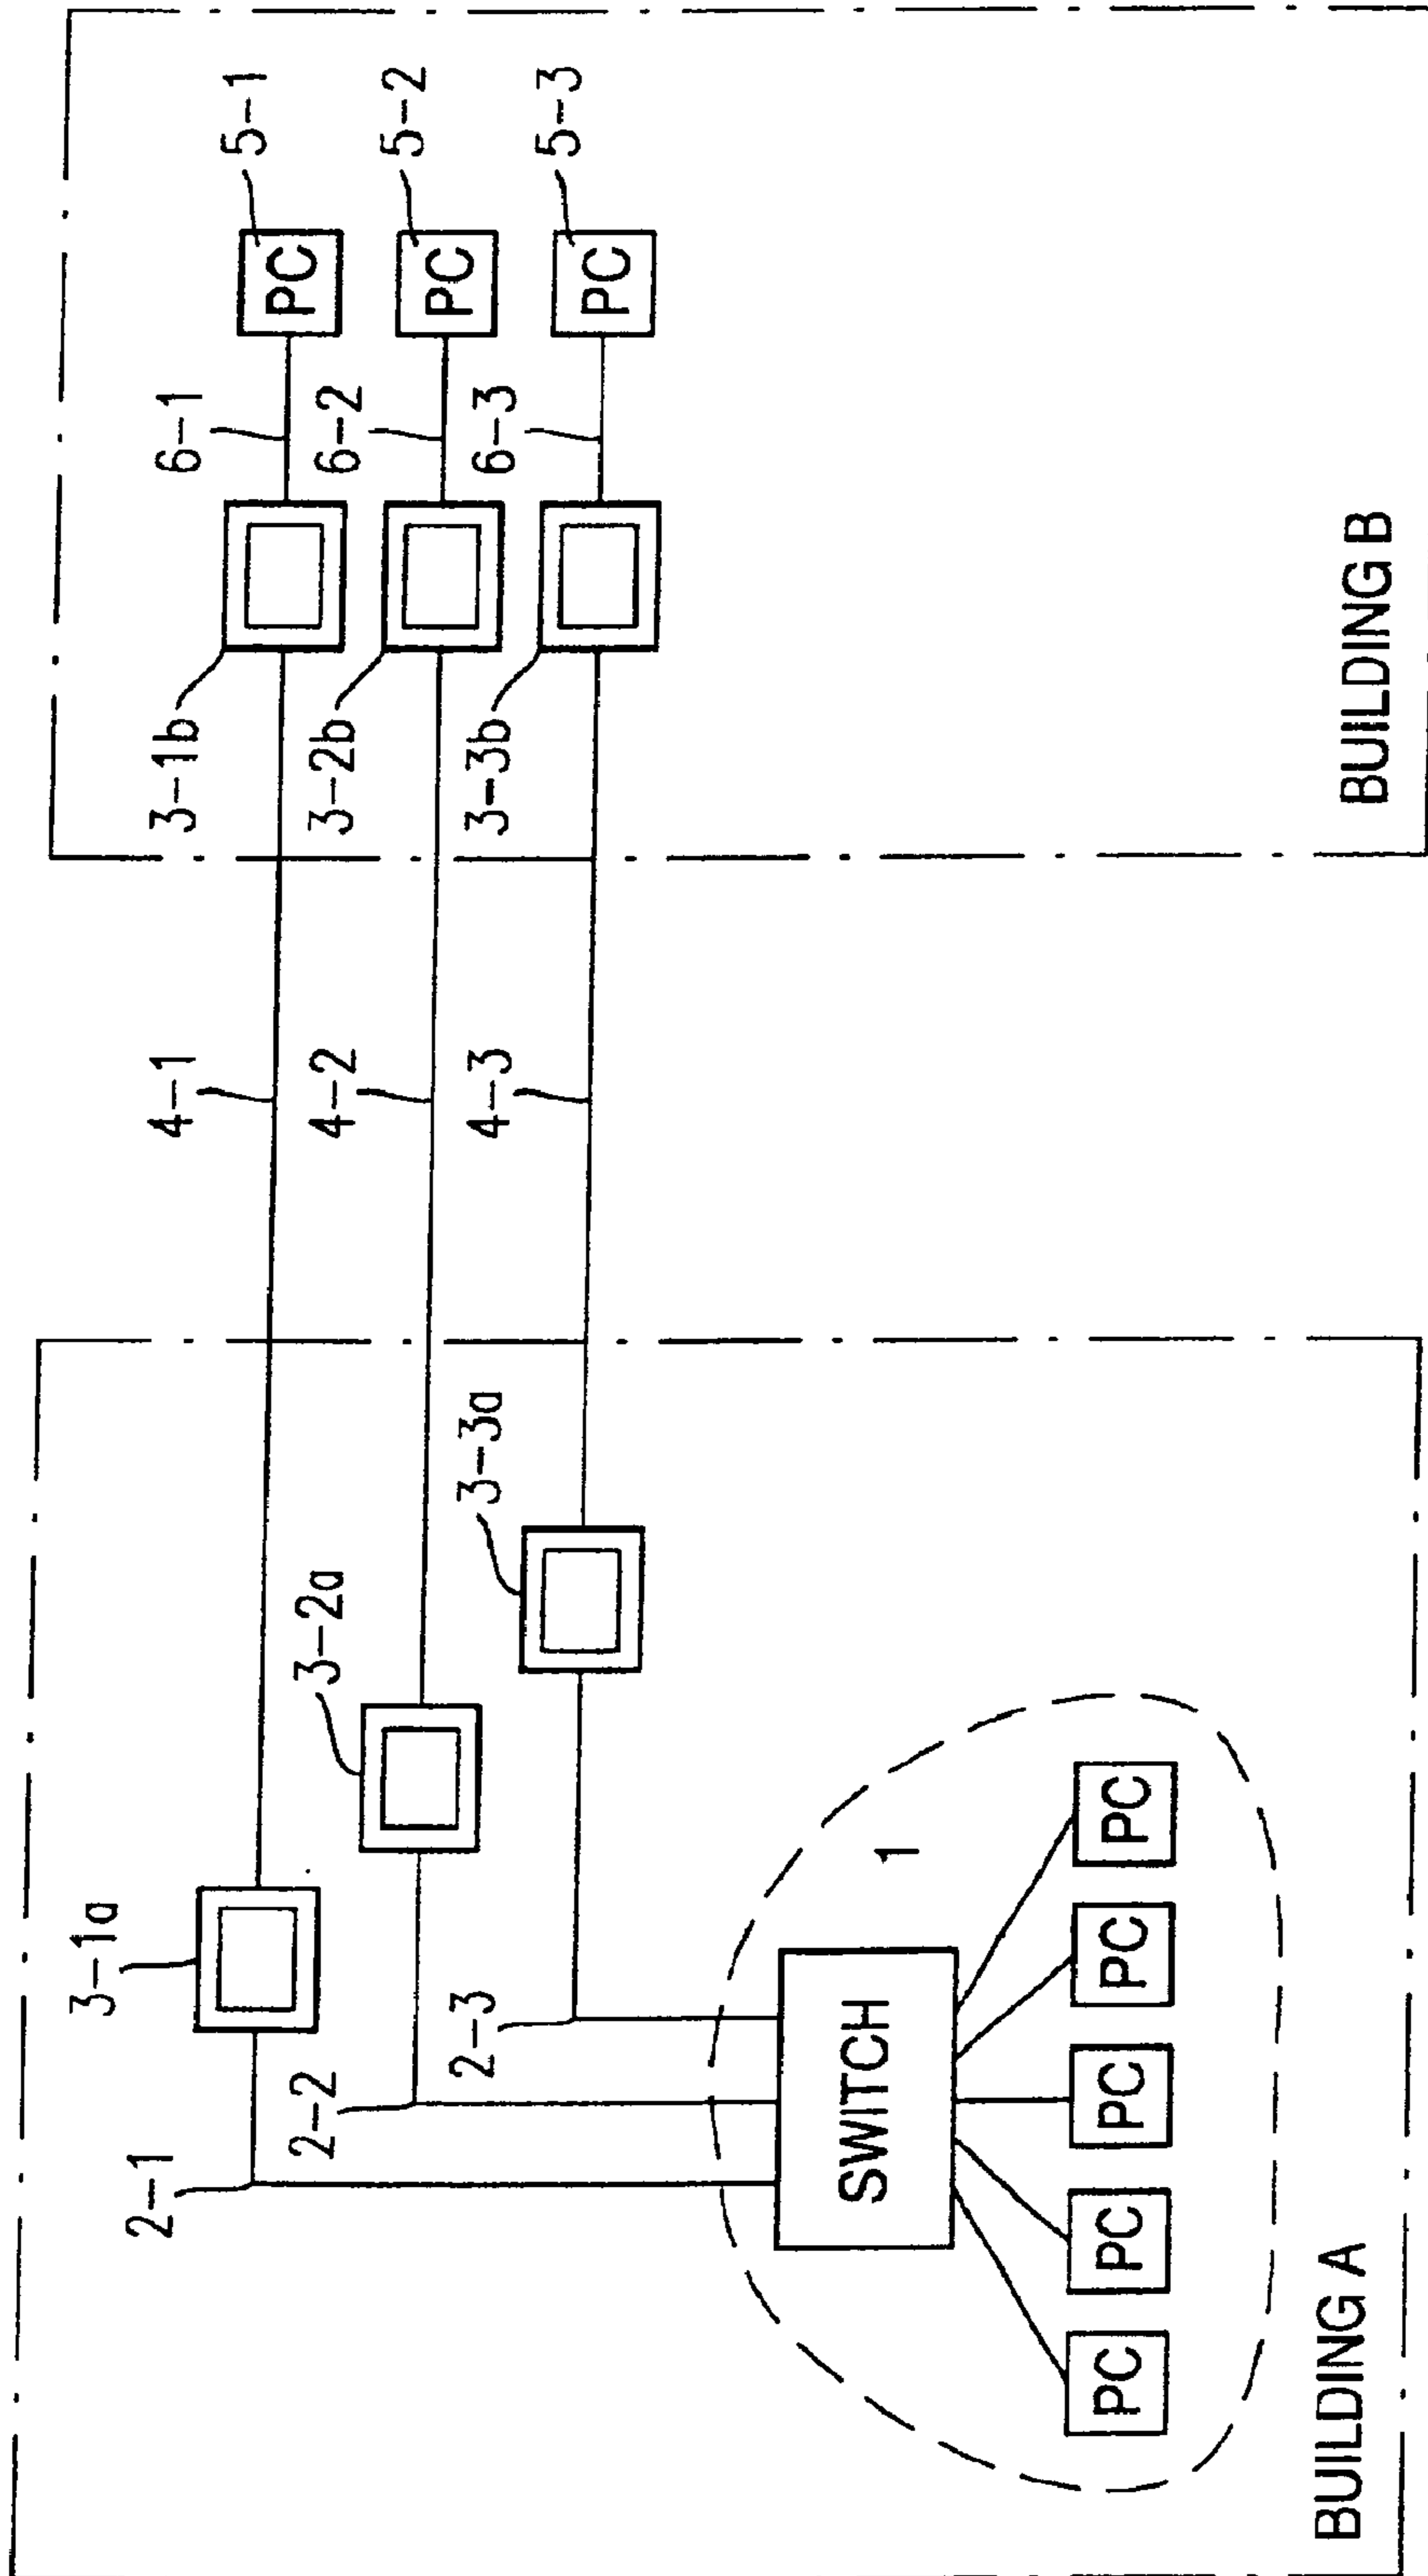 2-1
3-1a
4-1
3-1b
6-1
5-1
PC
2-2
3-2a
4-2
3-2b
6-2
5-2
PC
2-3
3-3a
4-3
3-3b
6-3
5-3
PC
SWITCH
1
PC
PC
PC
PC
PC
BUILDING A
BUILDING B